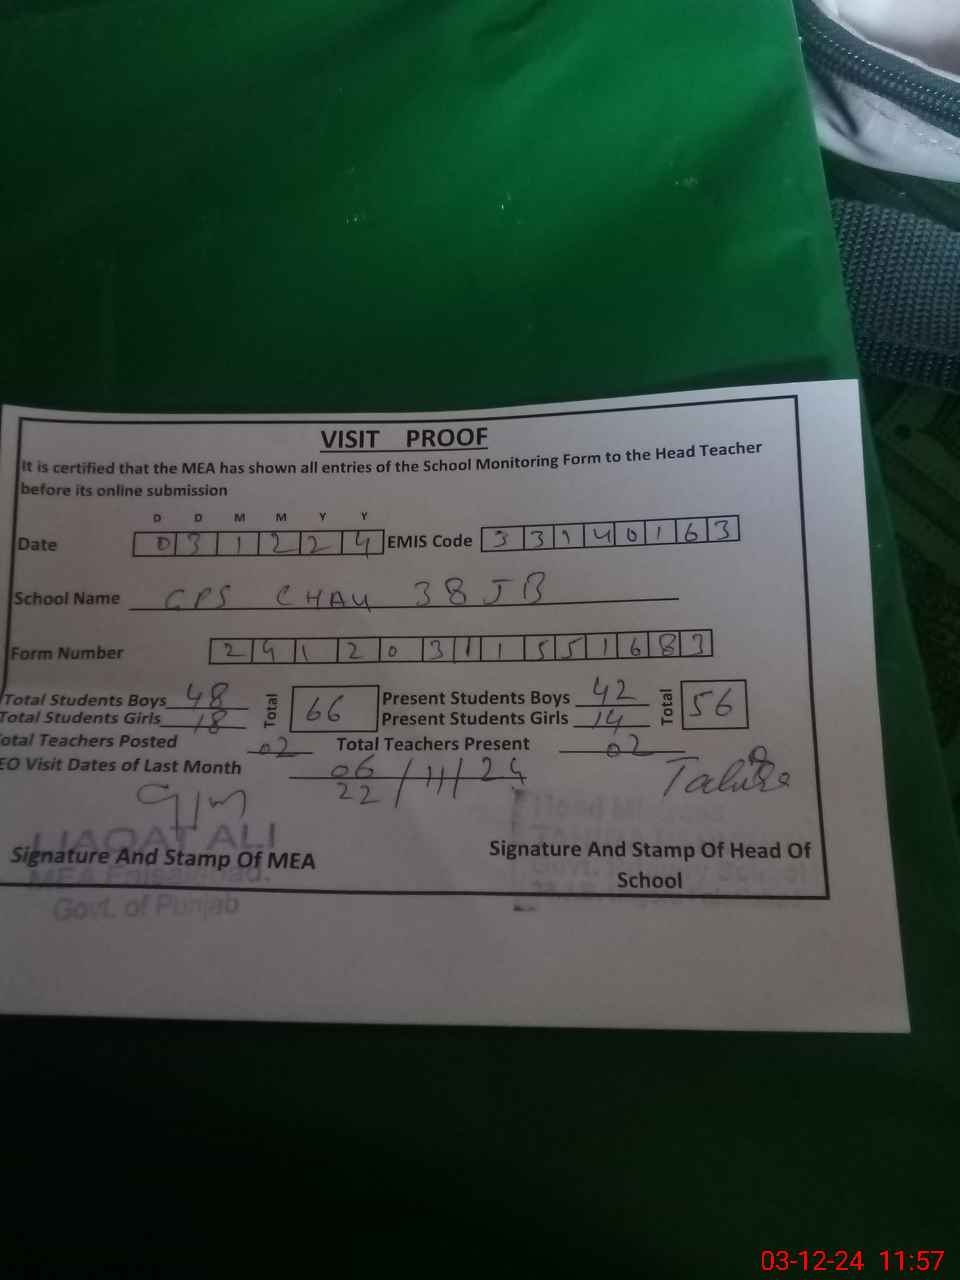 VISIT PROOF
It is certified that the MEA has shown all entries of the School Monitoring Form to the Head Teacher
before its online submission
D D M M Y Y
Date 0 3 1 2 2 4 EMIS Code 3 3 1 4 0 1 6 3
School Name GPS CHAK 38 JB
Form Number 2 4 1 2 0 3 1 1 5 5 1 6 8 3
Total Students Boys 48 Total 66 Present Students Boys 42 Total 56
Total Students Girls 18 Present Students Girls 14
otal Teachers Posted 02 Total Teachers Present 02
EO Visit Dates of Last Month 06 22 / 11 / 24
LIAQAT ALI
Signature And Stamp Of MEA
MEA Faisalabad.
Govt. of Punjab
Signature And Stamp Of Head Of
School
03-12-24 11:57